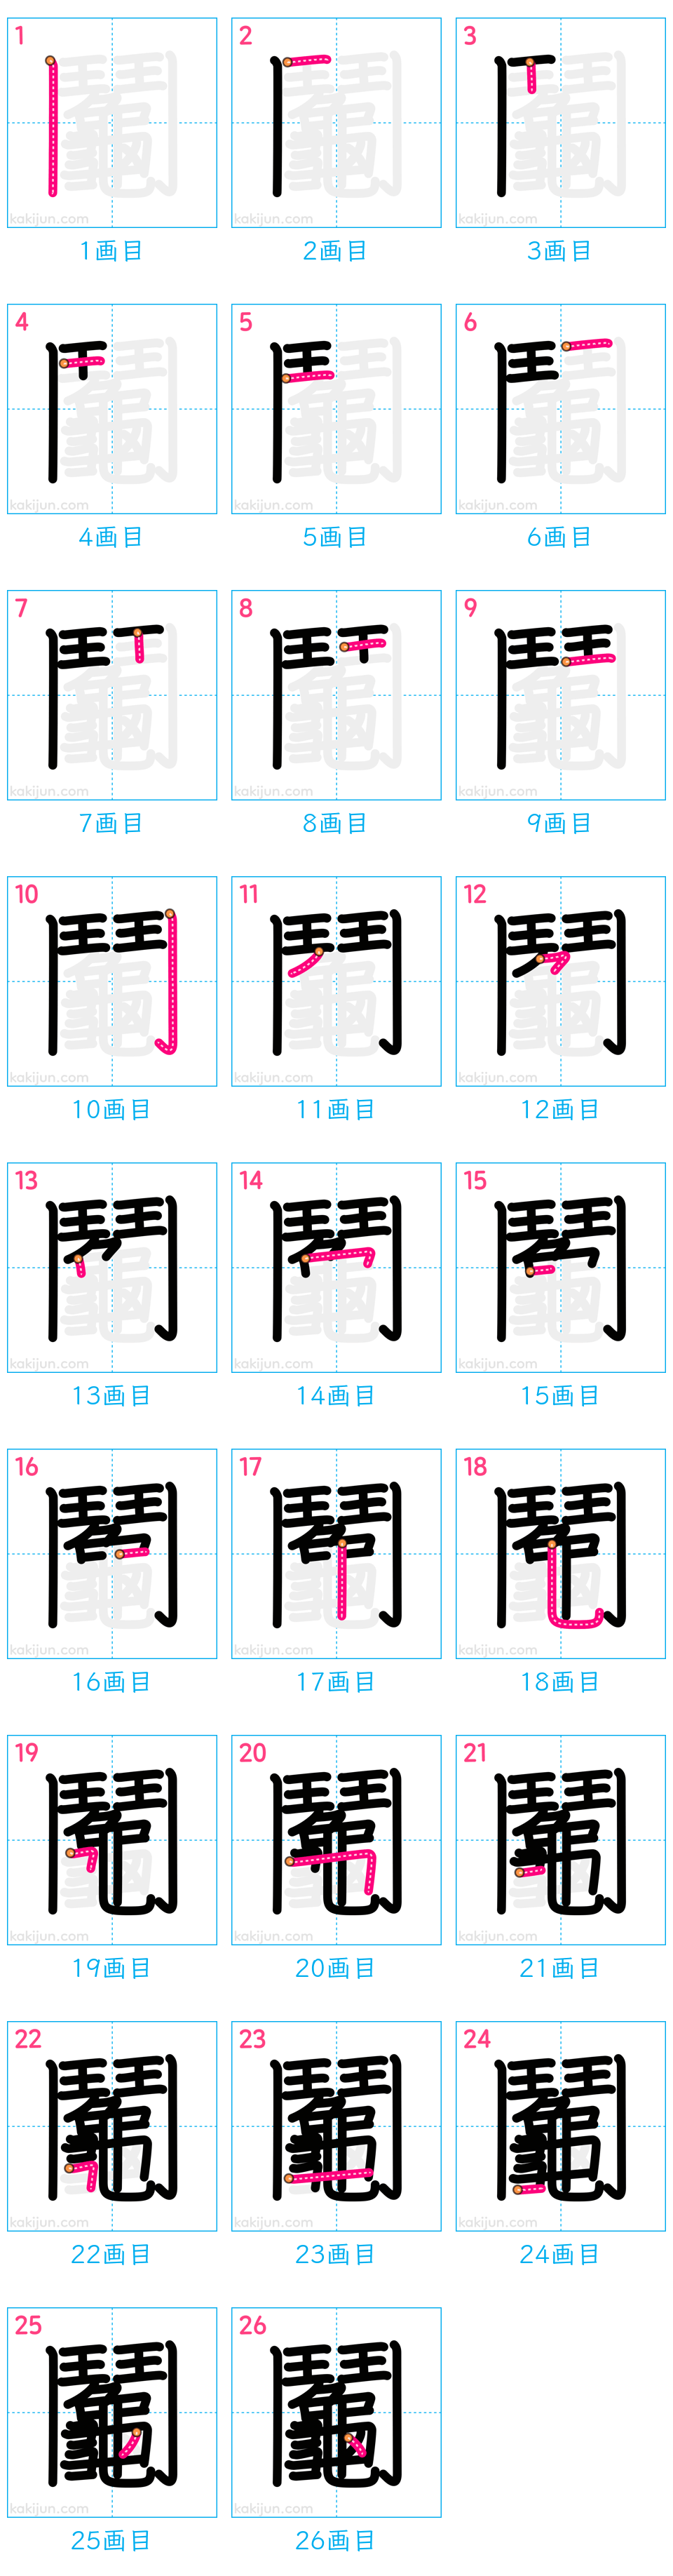 1 2 3
kakijun.com kakijun.com kakijun.com
1画目 2画目 3画目
4 5 6
kakijun.com kakijun.com kakijun.com
4画目 5画目 6画目
7 8 9
kakijun.com kakijun.com kakijun.com
7画目 8画目 9画目
10 11 12
kakijun.com kakijun.com kakijun.com
10画目 11画目 12画目
13 14 15
kakijun.com kakijun.com kakijun.com
13画目 14画目 15画目
16 17 18
kakijun.com kakijun.com kakijun.com
16画目 17画目 18画目
19 20 21
kakijun.com kakijun.com kakijun.com
19画目 20画目 21画目
22 23 24
kakijun.com kakijun.com kakijun.com
22画目 23画目 24画目
25 26
鬮
kakijun.com kakijun.com
25画目 26画目